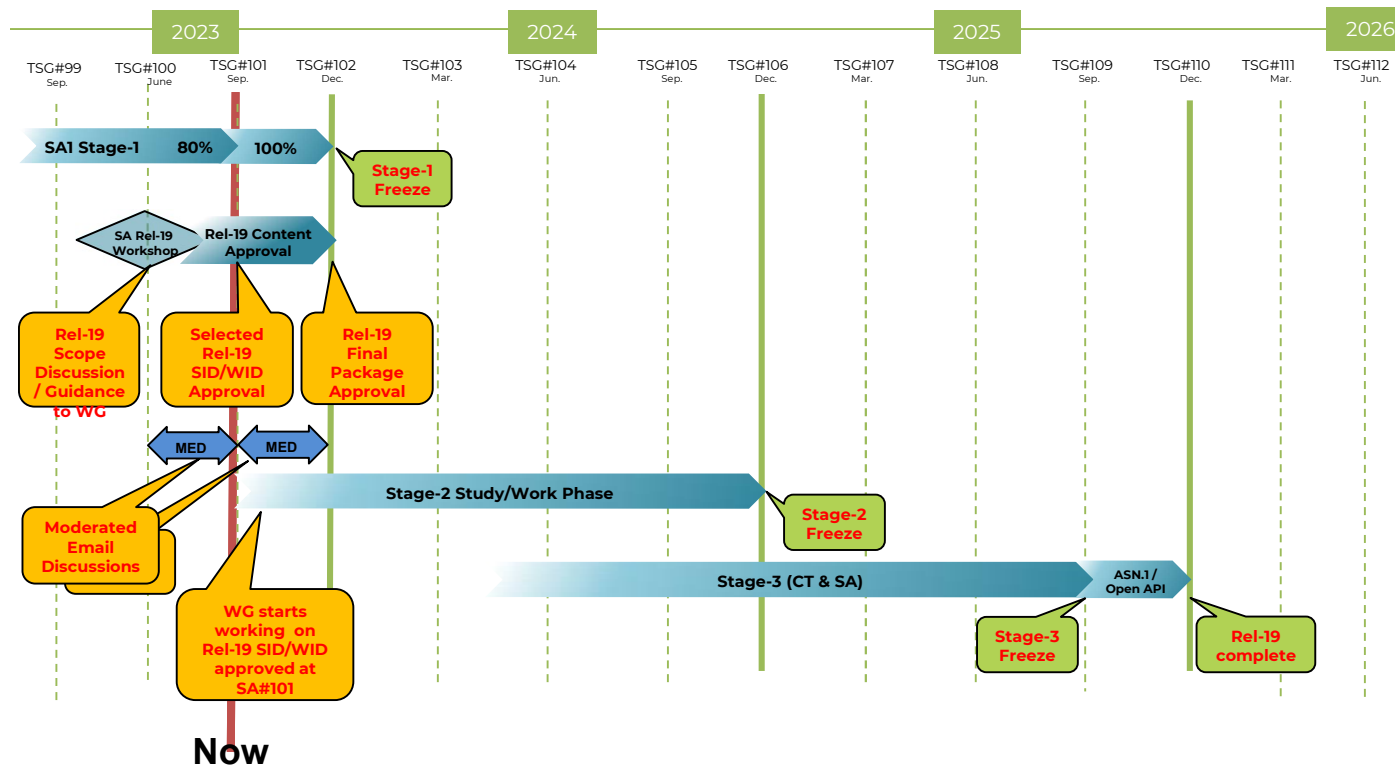 2023
2024
2025
2026
TSG#99
Sep.
TSG#100
June
TSG#101
Sep.
TSG#102
Dec.
TSG#103
Mar.
TSG#104
Jun.
TSG#105
Sep.
TSG#106
Dec.
TSG#107
Mar.
TSG#108
Jun.
TSG#109
Sep.
TSG#110
Dec.
TSG#111
Mar.
TSG#112
Jun.
SA1 Stage-1 80%
100%
Stage-1
Freeze
SA Rel-19
Workshop
Rel-19 Content
Approval
Rel-19
Scope
Discussion
/ Guidance
to WG
Selected
Rel-19
SID/WID
Approval
Rel-19
Final
Package
Approval
MED
MED
Stage-2 Study/Work Phase
Stage-2
Freeze
Moderated
Email
Discussions
Stage-3 (CT & SA)
ASN.1 /
Open API
WG starts
working on
Rel-19 SID/WID
approved at
SA#101
Stage-3
Freeze
Rel-19
complete
Now